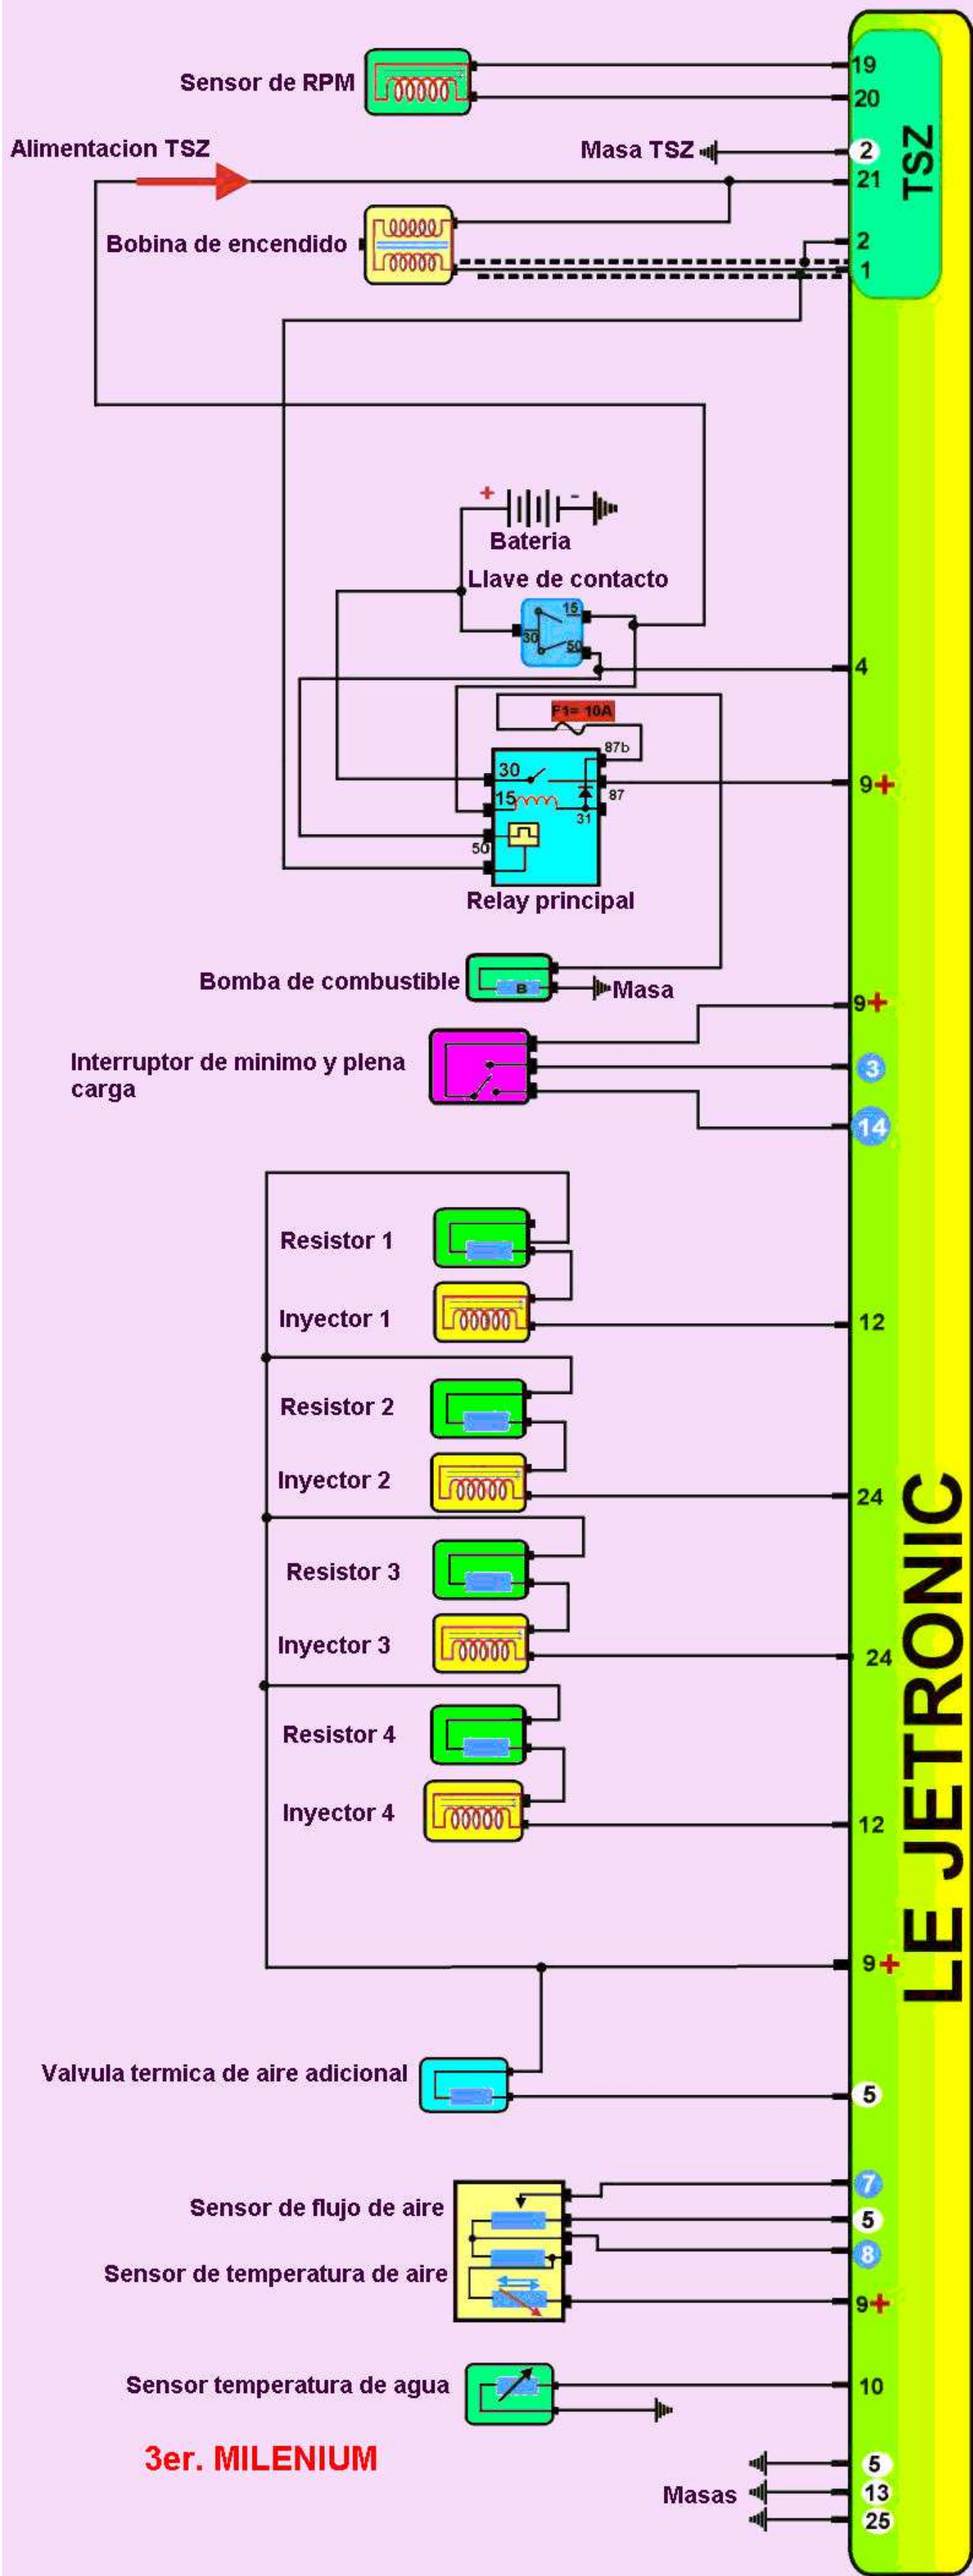 Sensor de RPM
19
20
Alimentacion TSZ
Masa TSZ
2
21
TSZ
Bobina de encendido
2
1
+ -
Bateria
Llave de contacto
15
30
50
4
F1= 10A
87b
30
9+
15
87
31
50
Relay principal
Bomba de combustible
B
Masa
9+
Interruptor de minimo y plena
carga
3
14
Resistor 1
Inyector 1
12
Resistor 2
Inyector 2
24
LE JETRONIC
Resistor 3
Inyector 3
24
Resistor 4
Inyector 4
12
9+
Valvula termica de aire adicional
5
7
Sensor de flujo de aire
5
8
Sensor de temperatura de aire
9+
Sensor temperatura de agua
10
3er. MILENIUM
5
Masas
13
25